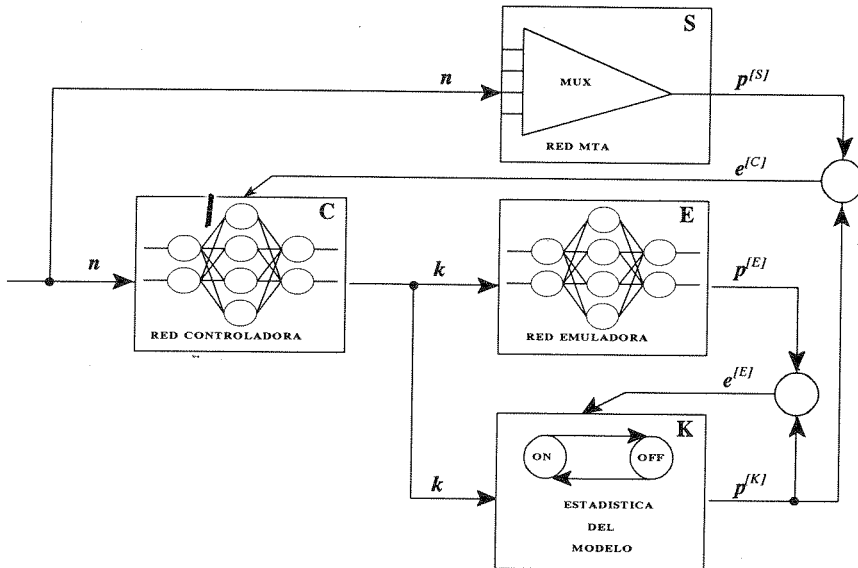 S
n
MUX
p[S]
RED MTA
e[C]
C
E
n
k
p[E]
RED CONTROLADORA
RED EMULADORA
e[E]
K
ON
OFF
k
p[K]
ESTADISTICA
DEL
MODELO